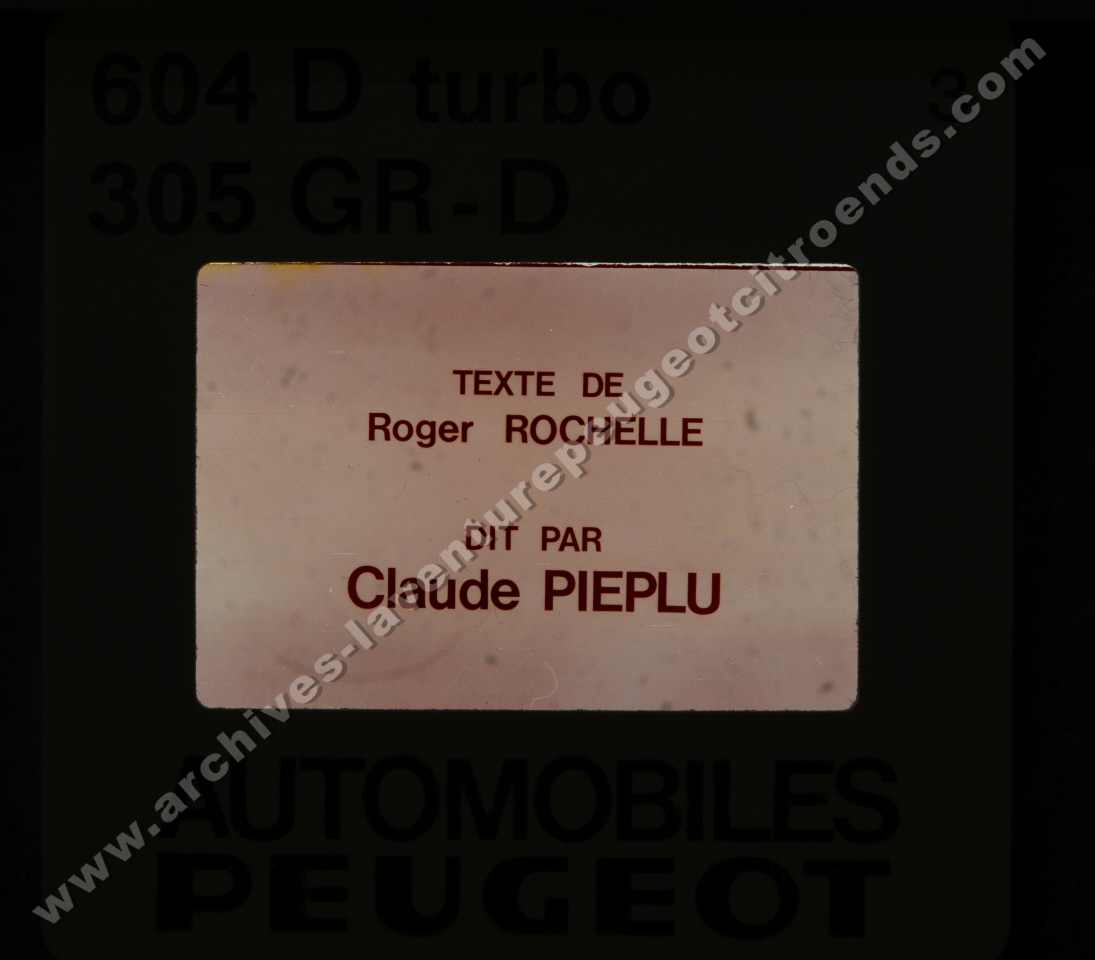 604 D turbo 3
305 GR-D
TEXTE DE
Roger ROCHELLE
DIT PAR
Claude PIEPLU
AUTOMOBILES
PEUGEOT
www.archives-laventurepeugeotcitroends.com